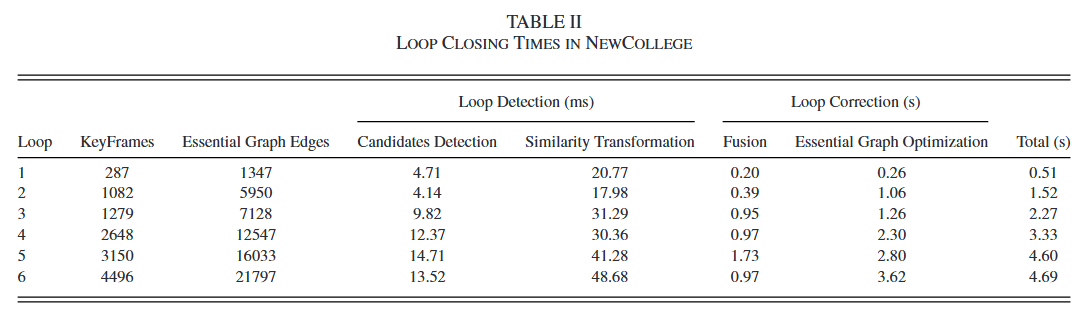 TABLE II
LOOP CLOSING TIMES IN NEWCOLLEGE
Loop Detection (ms) Loop Correction (s)
Loop KeyFrames Essential Graph Edges Candidates Detection Similarity Transformation Fusion Essential Graph Optimization Total (s)
1 287 1347 4.71 20.77 0.20 0.26 0.51
2 1082 5950 4.14 17.98 0.39 1.06 1.52
3 1279 7128 9.82 31.29 0.95 1.26 2.27
4 2648 12547 12.37 30.36 0.97 2.30 3.33
5 3150 16033 14.71 41.28 1.73 2.80 4.60
6 4496 21797 13.52 48.68 0.97 3.62 4.69